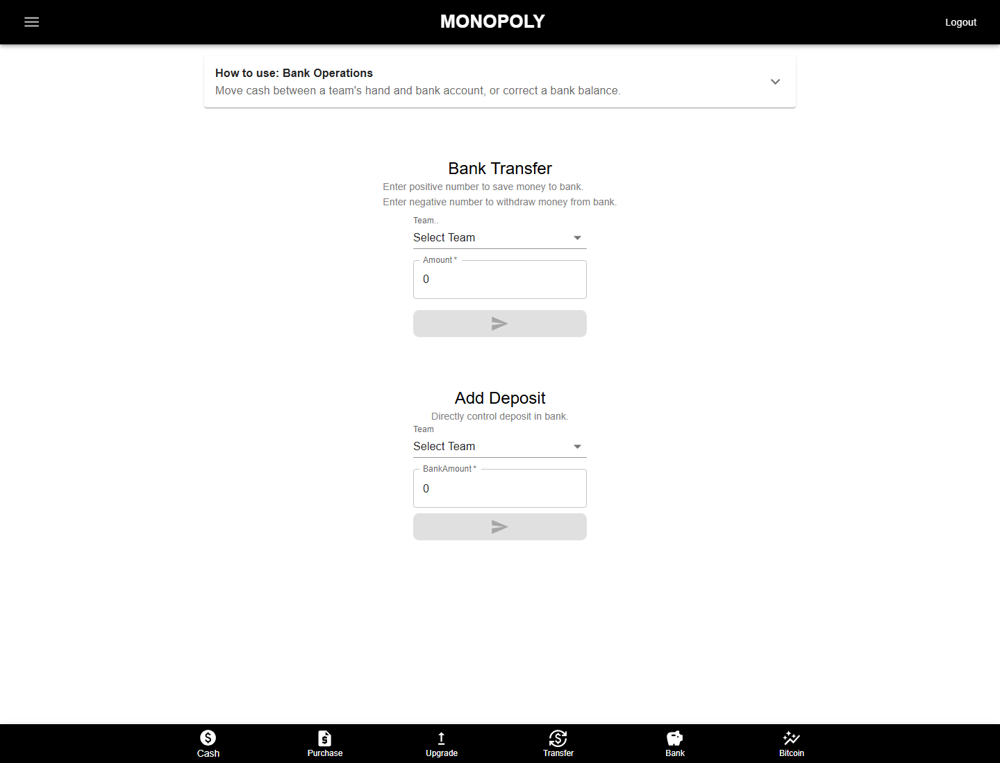 MONOPOLY
Logout
How to use: Bank Operations
Move cash between a team's hand and bank account, or correct a bank balance.
Bank Transfer
Enter positive number to save money to bank.
Enter negative number to withdraw money from bank.
Team..
Select Team
Amount *
0
Add Deposit
Directly control deposit in bank.
Team
Select Team
BankAmount *
0
Cash
Purchase
Upgrade
Transfer
Bank
Bitcoin